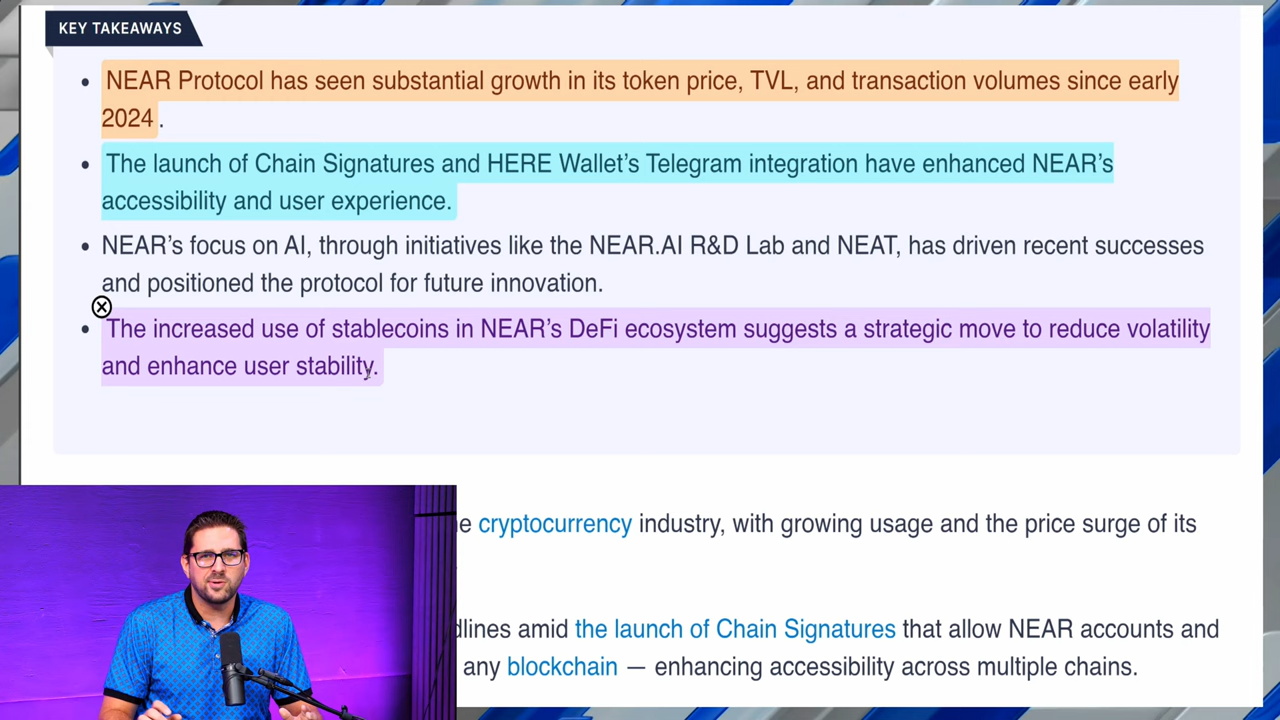 KEY TAKEAWAYS
• NEAR Protocol has seen substantial growth in its token price, TVL, and transaction volumes since early
2024.
• The launch of Chain Signatures and HERE Wallet’s Telegram integration have enhanced NEAR’s
accessibility and user experience.
• NEAR’s focus on AI, through initiatives like the NEAR.AI R&D Lab and NEAT, has driven recent successes
and positioned the protocol for future innovation.
• The increased use of stablecoins in NEAR’s DeFi ecosystem suggests a strategic move to reduce volatility
and enhance user stability.
cryptocurrency industry, with growing usage and the price surge of its
amid the launch of Chain Signatures that allow NEAR accounts and
any blockchain — enhancing accessibility across multiple chains.